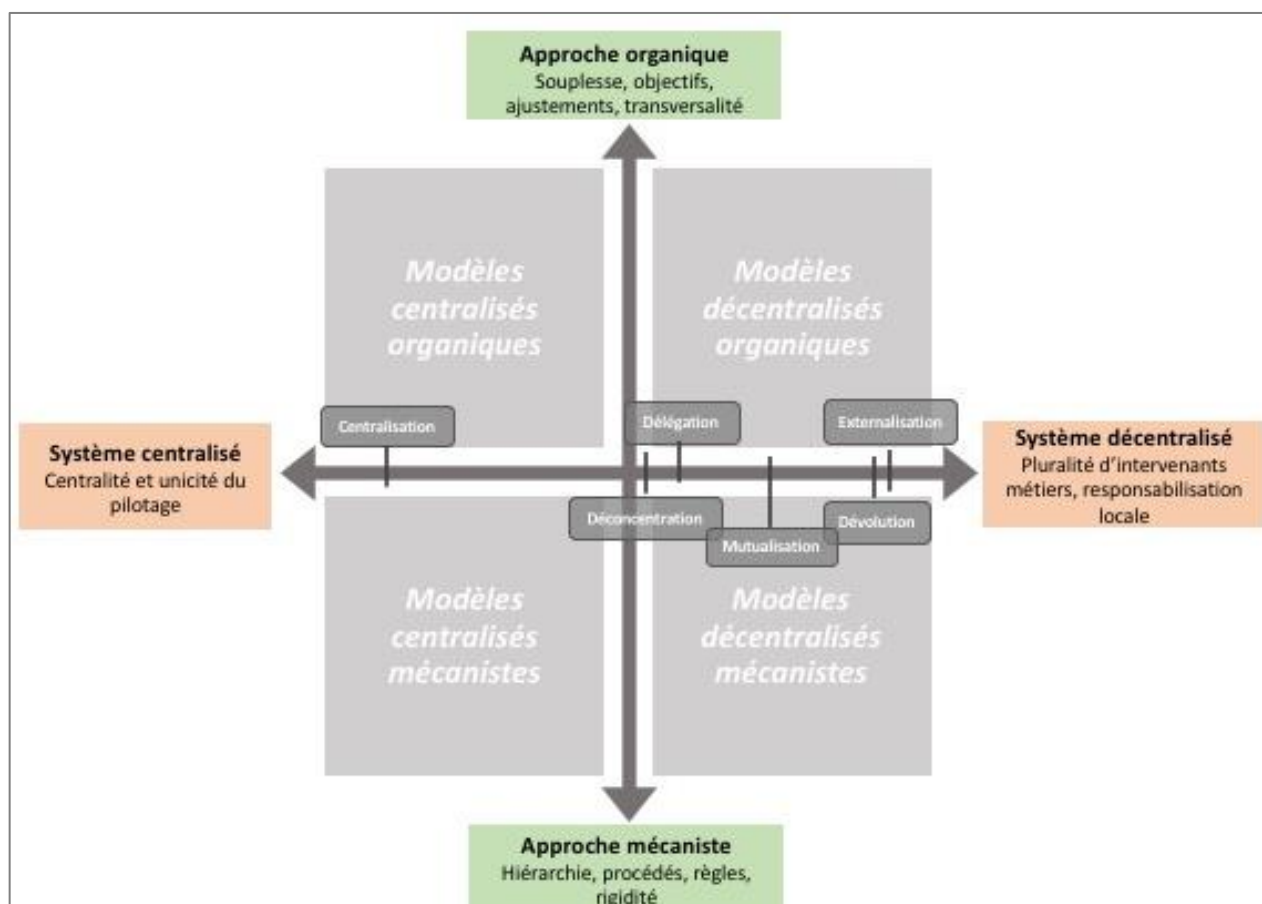 Approche organique
Souplesse, objectifs,
ajustements, transversalité
Modèles
centralisés
organiques
Modèles
décentralisés
organiques
Centralisation
Délégation
Externalisation
Système centralisé
Centralité et unicité du
pilotage
Système décentralisé
Pluralité d'intervenants
métiers, responsabilisation
locale
Déconcentration
Mutualisation
Dévolution
Modèles
centralisés
mécanistes
Modèles
décentralisés
mécanistes
Approche mécaniste
Hiérarchie, procédés, règles,
rigidité